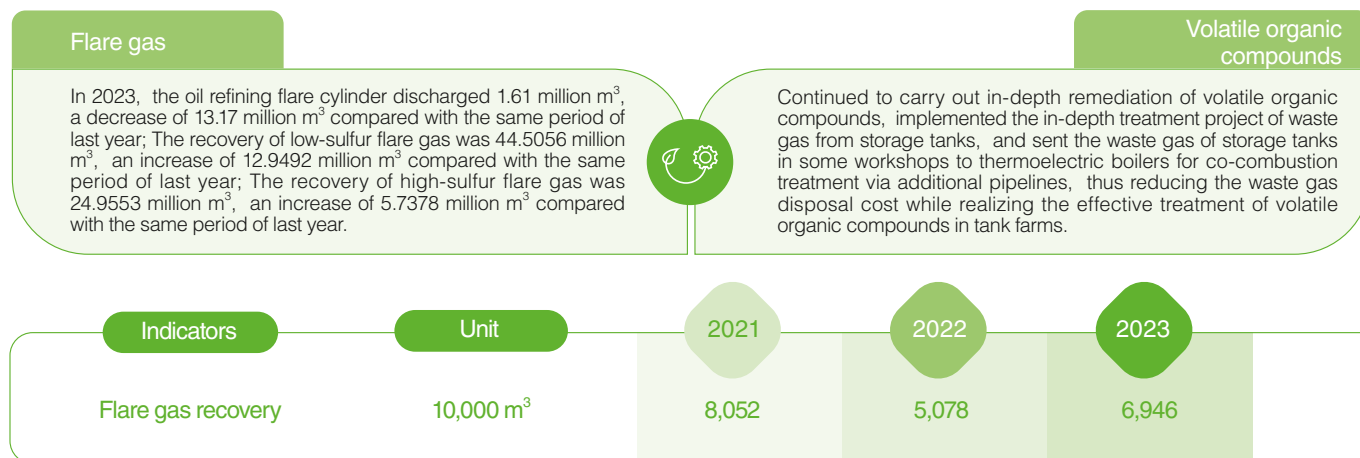 Flare gas
In 2023, the oil refining flare cylinder discharged 1.61 million m³,
a decrease of 13.17 million m³ compared with the same period of
last year; The recovery of low-sulfur flare gas was 44.5056 million
m³, an increase of 12.9492 million m³ compared with the same
period of last year; The recovery of high-sulfur flare gas was
24.9553 million m³, an increase of 5.7378 million m³ compared
with the same period of last year.
Volatile organic
compounds
Continued to carry out in-depth remediation of volatile organic
compounds, implemented the in-depth treatment project of waste
gas from storage tanks, and sent the waste gas of storage tanks
in some workshops to thermoelectric boilers for co-combustion
treatment via additional pipelines, thus reducing the waste gas
disposal cost while realizing the effective treatment of volatile
organic compounds in tank farms.
Indicators Unit 2021 2022 2023
Flare gas recovery 10,000 m³ 8,052 5,078 6,946